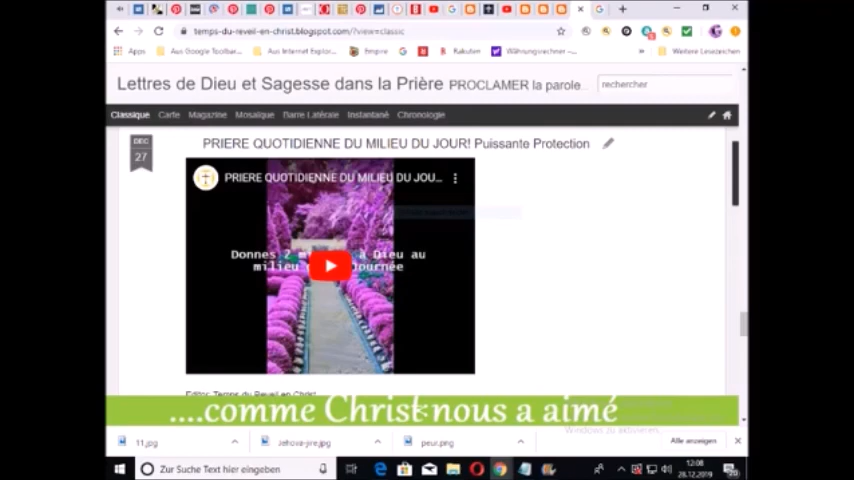 temps-du-reveil-en-christ.blogspot.com/?view=classic
Apps
Aus Google Toolbar...
Aus Internet Explor...
Empire
Rakuten
Währungsrechner -...
Weitere Lesezeichen
Lettres de Dieu et Sagesse dans la Prière PROCLAMER la parole...
rechercher
Classique Carte Magazine Mosaïque Barre Latérale Instantané Chronologie
DEC
27
PRIERE QUOTIDIENNE DU MILIEU DU JOUR! Puissante Protection
PRIERE QUOTIDIENNE DU MILIEU DU JOU...
Donnes 2 à Dieu au
milieu journée
Editor Temps du Reveil en Christ
....comme Christ nous a aimé
Windows zu aktivieren.
11.jpg
Jehova-jire.jpg
peur.png
Alle anzeigen
Zur Suche Text hier eingeben
12:08
28.12.2019